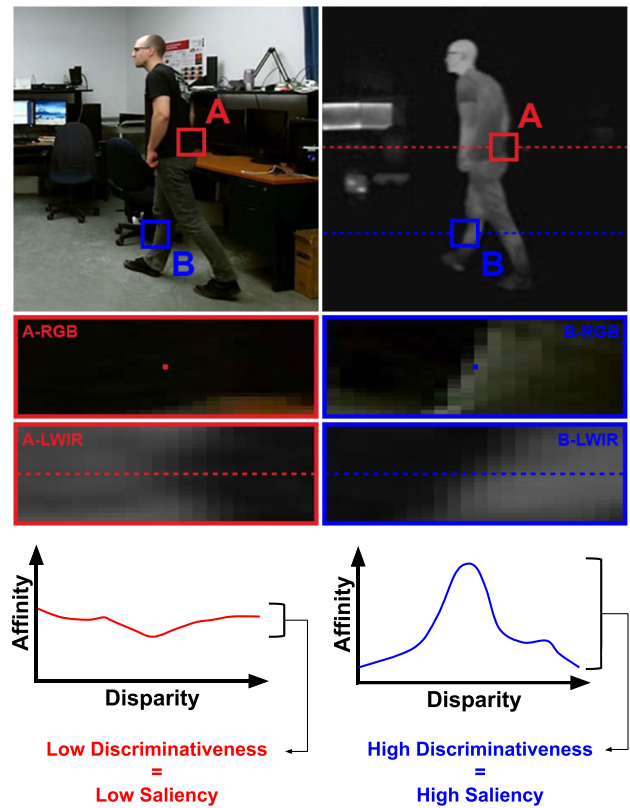 A
B
A
B
A-RGB
B-RGB
A-LWIR
B-LWIR
Affinity
Disparity
Affinity
Disparity
Low Discriminativeness
=
Low Saliency
High Discriminativeness
=
High Saliency